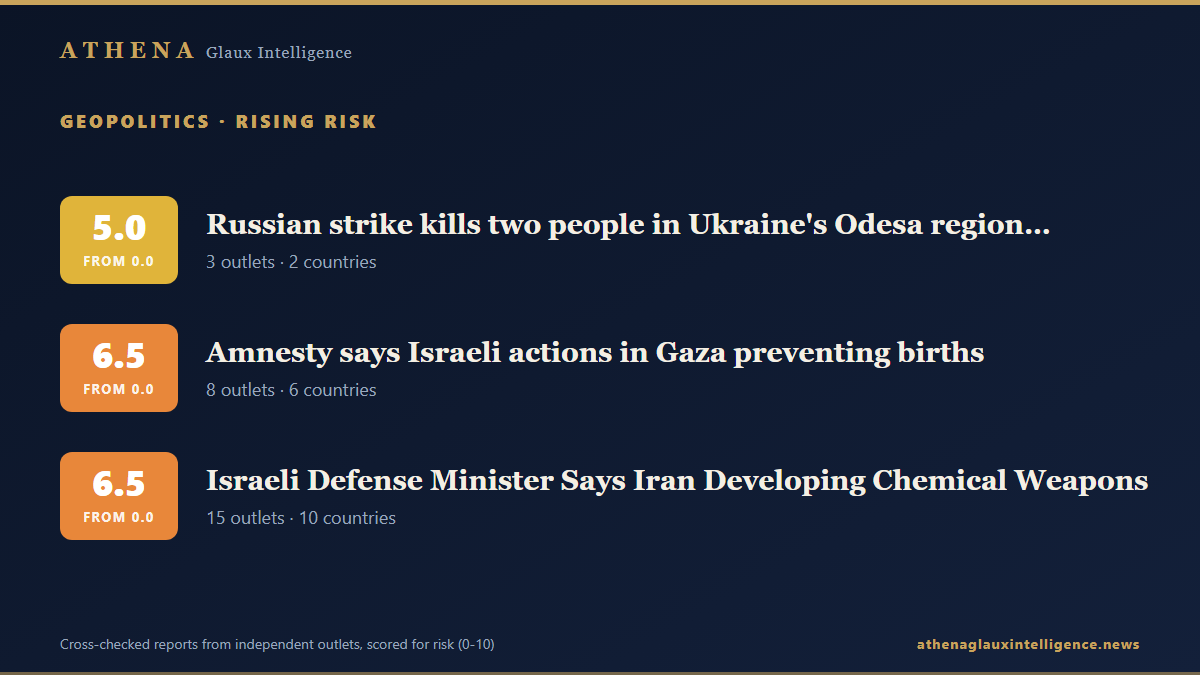 ATHENA Glaux Intelligence
GEOPOLITICS · RISING RISK
5.0
FROM 0.0
Russian strike kills two people in Ukraine's Odesa region...
3 outlets · 2 countries
6.5
FROM 0.0
Amnesty says Israeli actions in Gaza preventing births
8 outlets · 6 countries
6.5
FROM 0.0
Israeli Defense Minister Says Iran Developing Chemical Weapons
15 outlets · 10 countries
Cross-checked reports from independent outlets, scored for risk (0-10)
athenaglauxintelligence.news